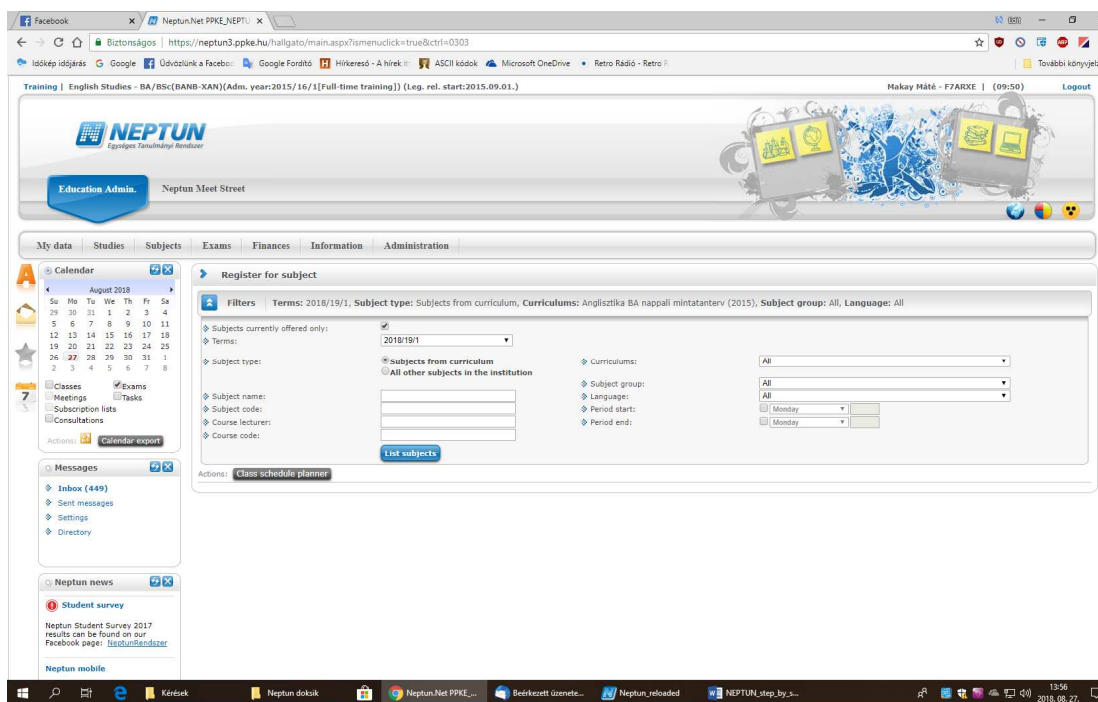 Facebook
Neptun.Net PPKE_NEPTU
Biztonságos | https://neptun3.ppke.hu/hallgato/main.aspx?ismenuclick=true&ctrl=0303
Időkép időjárás Google Üdvözlünk a Faceboo Google Fordító Hírkereső - A hírek it ASCII kódok Microsoft OneDrive Retro Rádió - Retro R További könyvjelz
Training | English Studies - BA/BSc(BANB-XAN)(Adm. year:2015/16/1[Full-time training]) (Leg. rel. start:2015.09.01.) Makay Máté - F7ARXE | (09:50) Logout
NEPTUN
Egységes Tanulmányi Rendszer
Education Admin. Neptun Meet Street
My data Studies Subjects Exams Finances Information Administration
Calendar
August 2018
Su Mo Tu We Th Fr Sa
29 30 31 1 2 3 4
5 6 7 8 9 10 11
12 13 14 15 16 17 18
19 20 21 22 23 24 25
26 27 28 29 30 31 1
2 3 4 5 6 7 8
Classes Exams
Meetings Tasks
Subscription lists
Consultations
Actions: Calendar export
A
7
Messages
Inbox (449)
Sent messages
Settings
Directory
Neptun news
Student survey
Neptun Student Survey 2017
results can be found on our
Facebook page: NeptunRendszer
Neptun mobile
Register for subject
Filters Terms: 2018/19/1, Subject type: Subjects from curriculum, Curriculums: Anglisztika BA nappali mintatanterv (2015), Subject group: All, Language: All
Subjects currently offered only:
Terms: 2018/19/1
Subject type: Subjects from curriculum Curriculums: All
All other subjects in the institution
Subject group: All
Subject name: Language: All
Subject code: Period start: Monday
Course lecturer: Period end: Monday
Course code:
List subjects
Actions: Class schedule planner
Kérések Neptun doksik Neptun.Net PPKE_... Beérkezett üzenete... Neptun_reloaded NEPTUN_step_by_s... 13:56
2018. 08. 27.